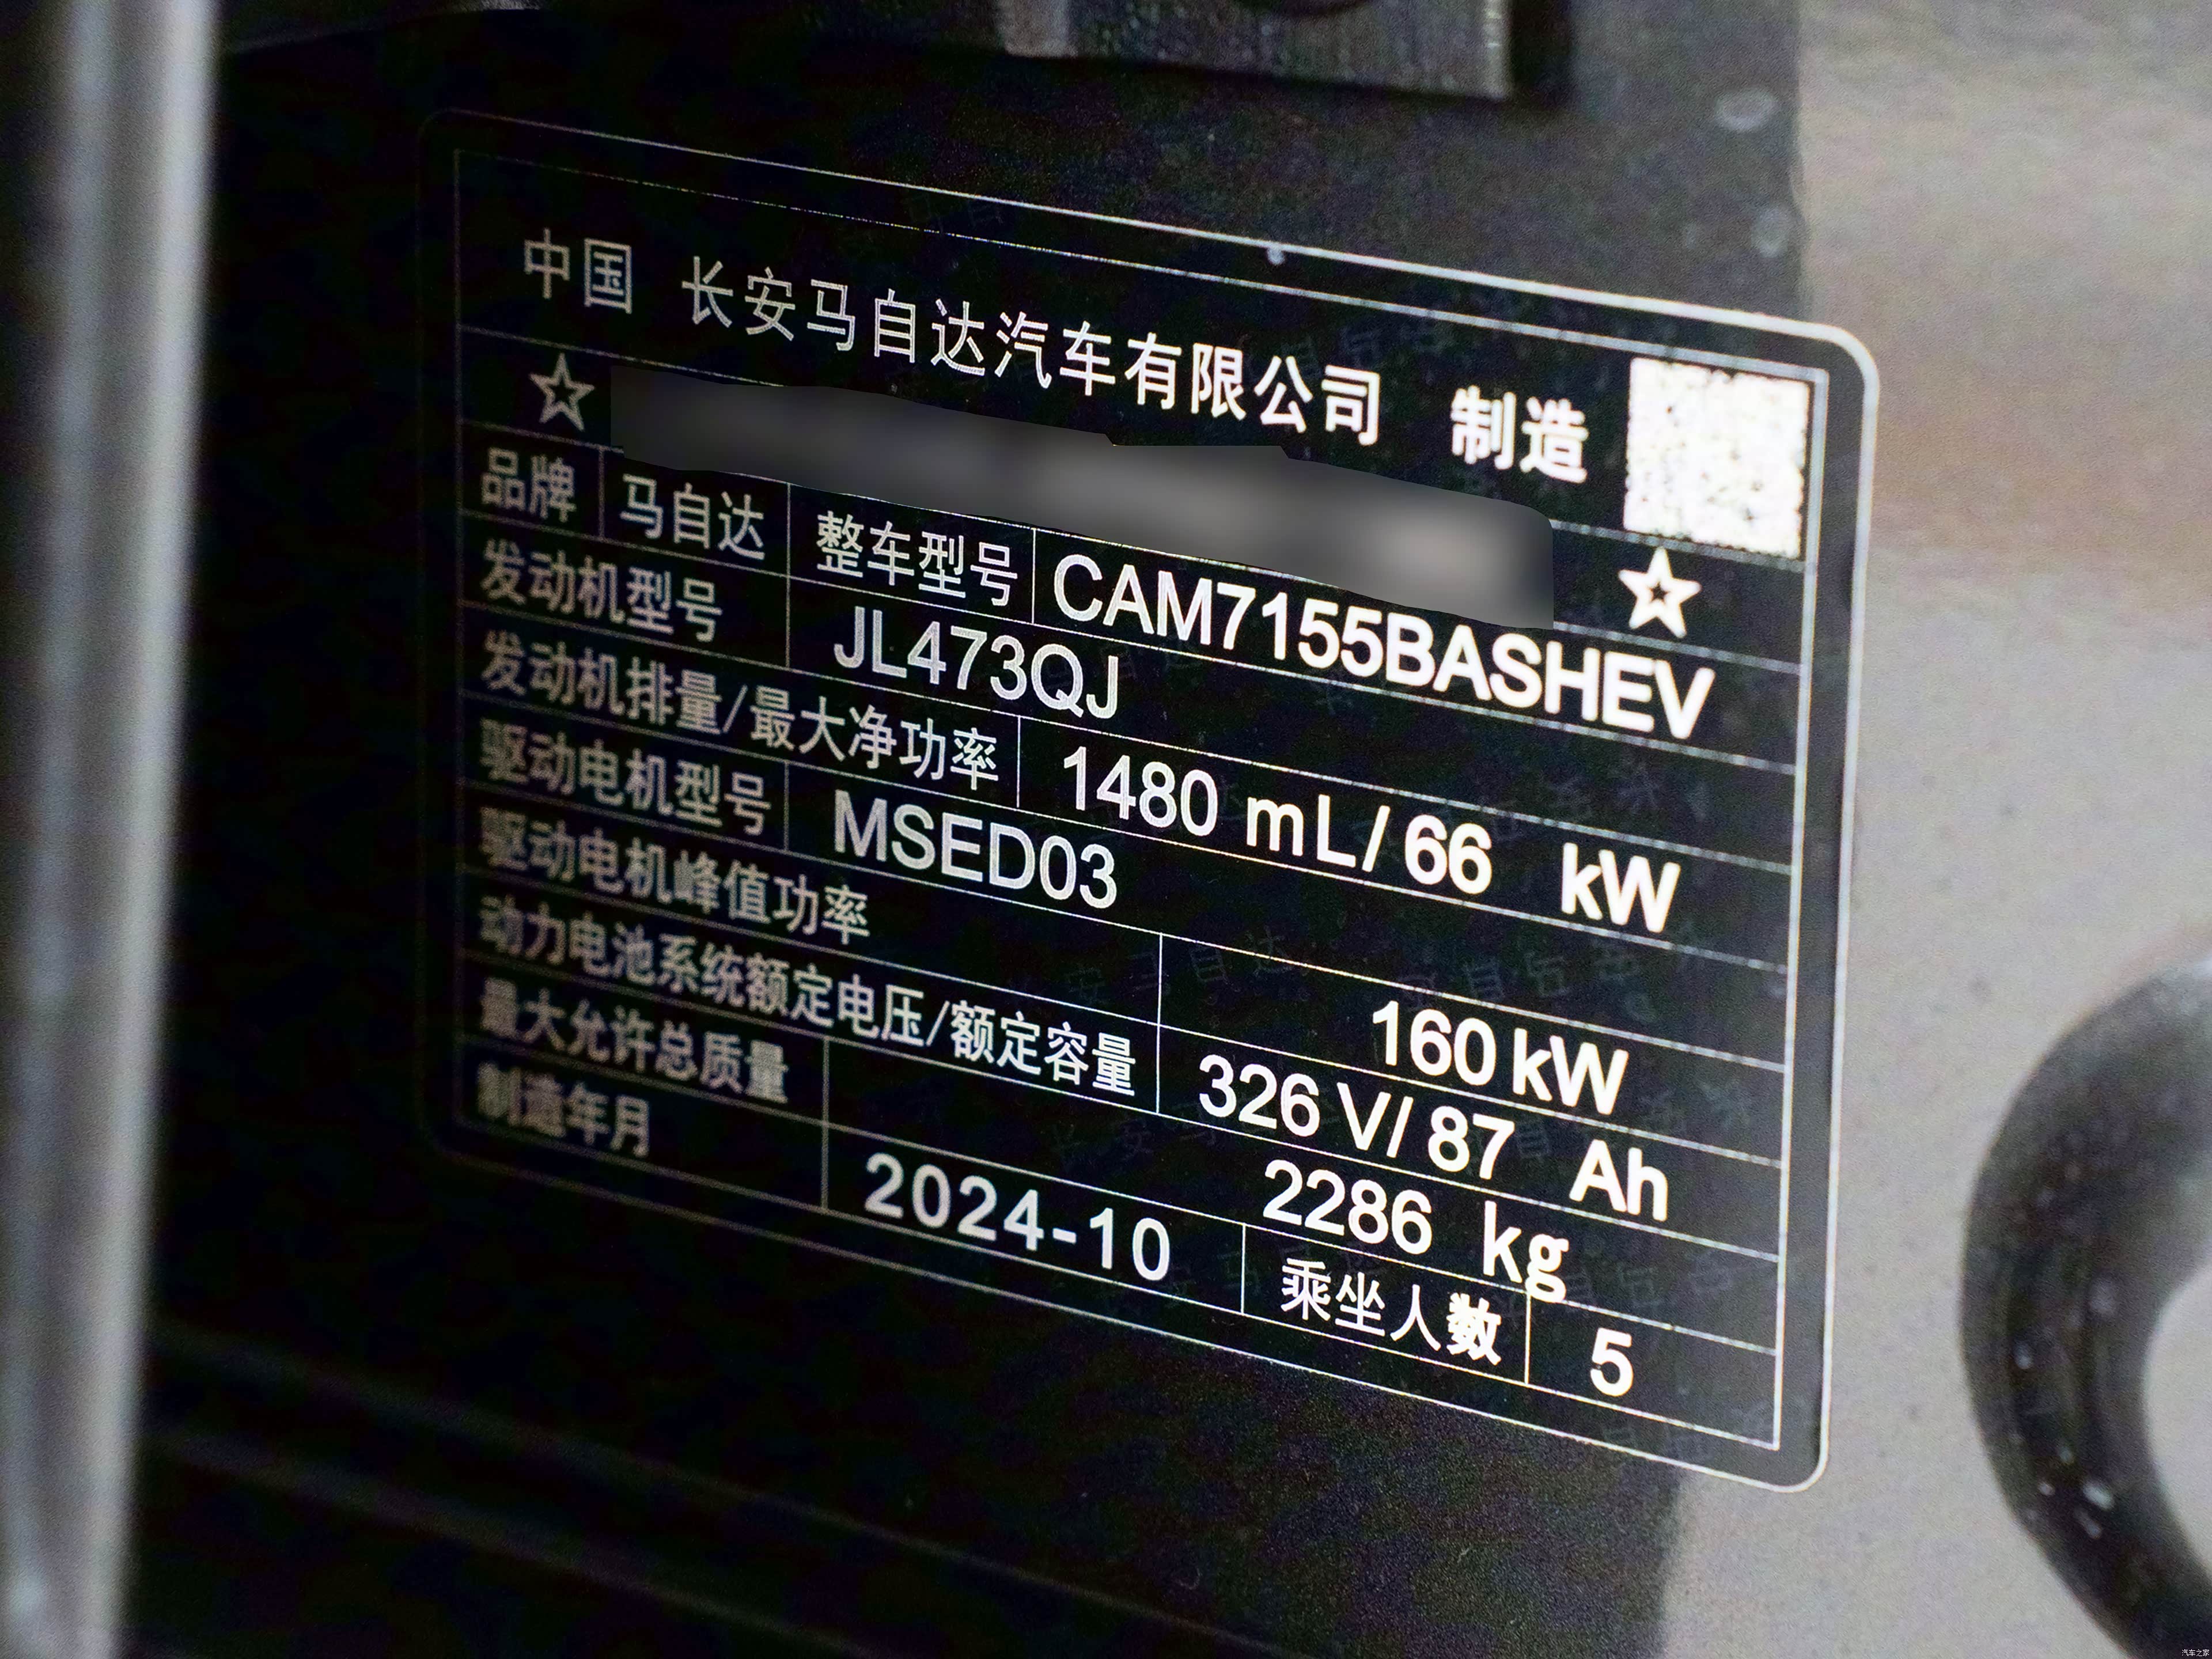 中国 长安马自达汽车有限公司 制造
☆ ☆
品牌 马自达 整车型号 CAM7155BASHEV
发动机型号 JL473QJ
发动机排量/最大净功率 1480 mL/66 kW
驱动电机型号 MSED03
驱动电机峰值功率 160kW
动力电池系统额定电压/额定容量 326 V/87 Ah
最大允许总质量 2286 kg
制造年月 2024-10 乘坐人数 5
汽车之家